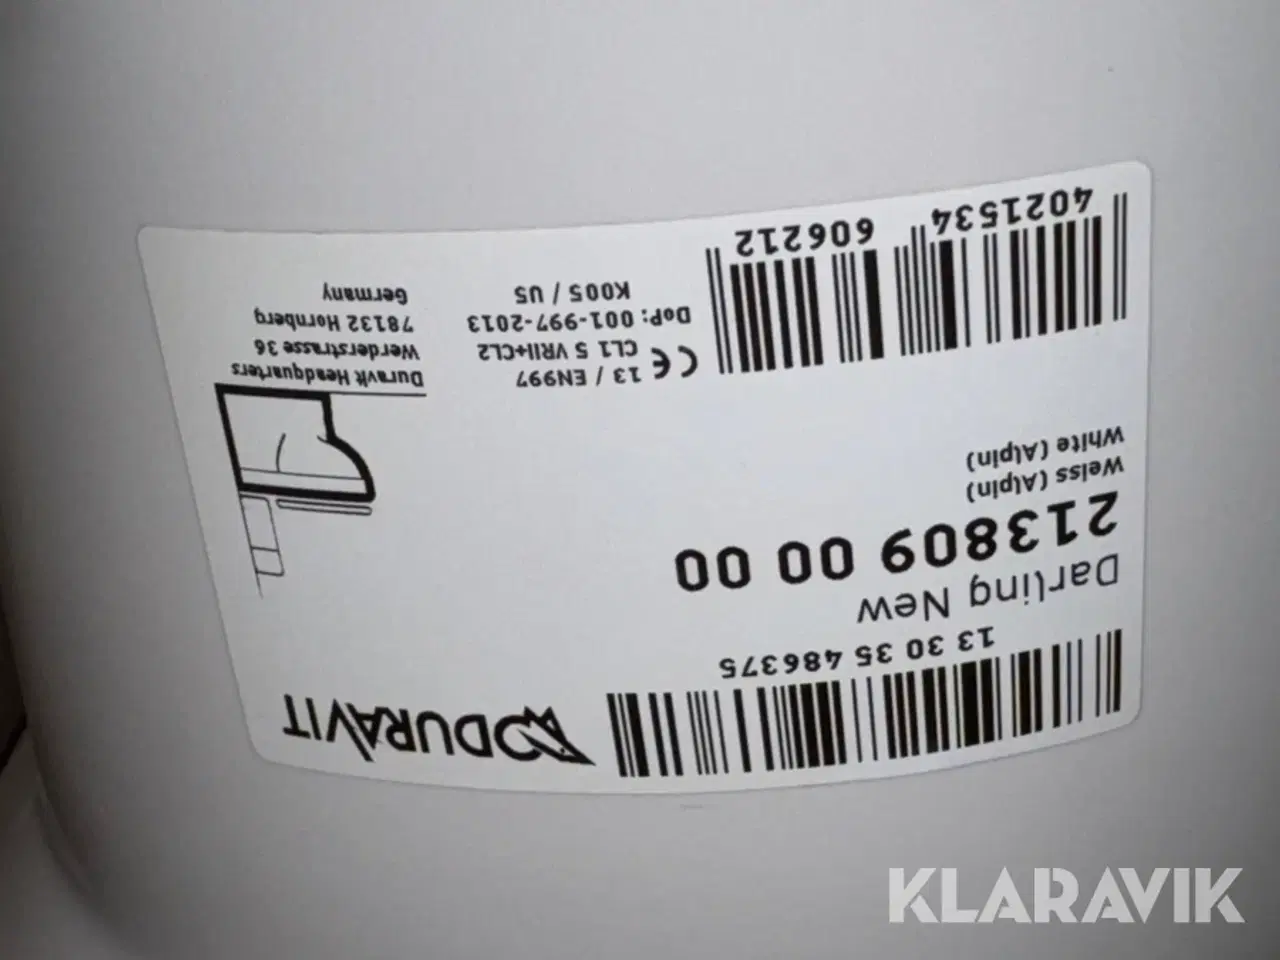 DURAVIT
13 30 35 486375
Darling New
213809 00 00
Weiss (Alpin)
White (Alpin)
CE 13 / EN997
CL1 5 VRII+CL2
DoP: 001-997-2013
K005 / US
Duravit Headquarters
Werderstrasse 36
78132 Hornberg
Germany
4021534 606212
KLARAVIK